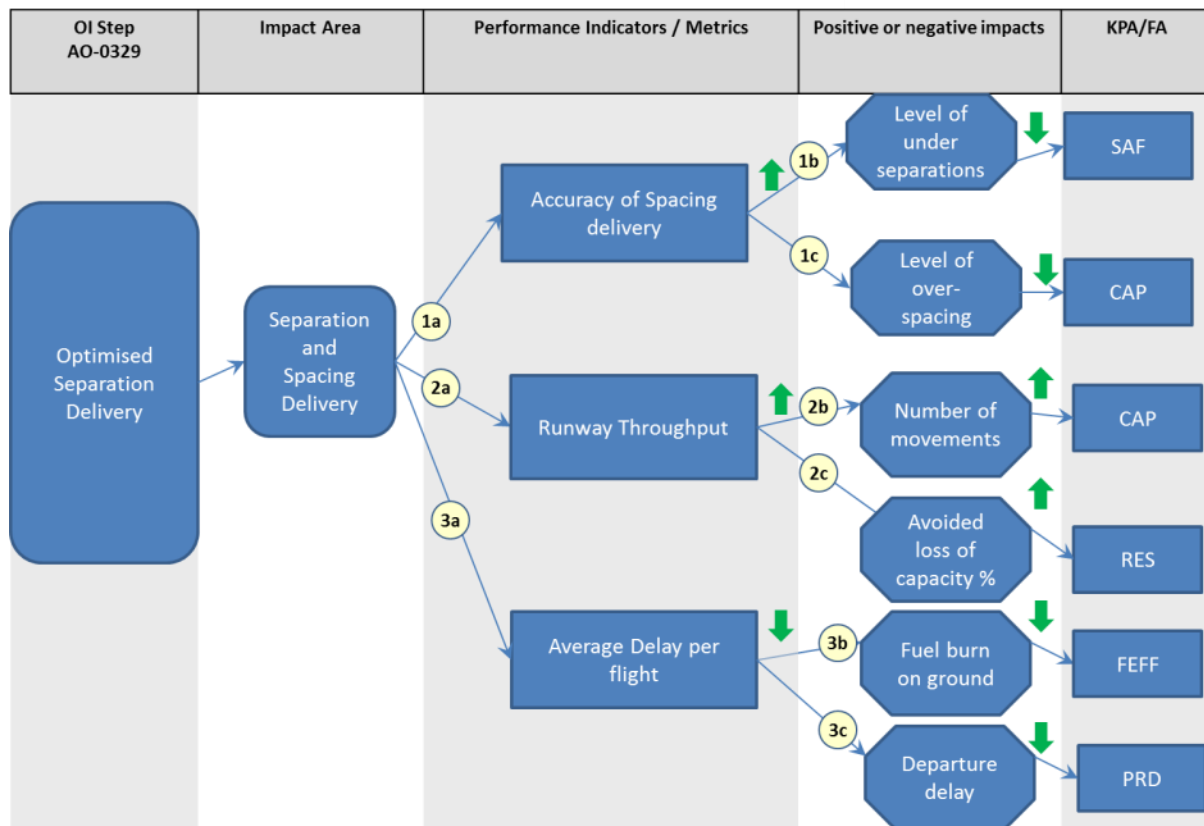 OI Step
AO-0329
Impact Area
Performance Indicators / Metrics
Positive or negative impacts
KPA/FA
Optimised
Separation
Delivery
Separation
and
Spacing
Delivery
1a
2a
3a
Accuracy of Spacing
delivery
1b
1c
Level of
under
separations
SAF
Level of
over-
spacing
CAP
Runway Throughput
2b
2c
Number of
movements
CAP
Avoided
loss of
capacity %
RES
Average Delay per
flight
3b
3c
Fuel burn
on ground
FEFF
Departure
delay
PRD